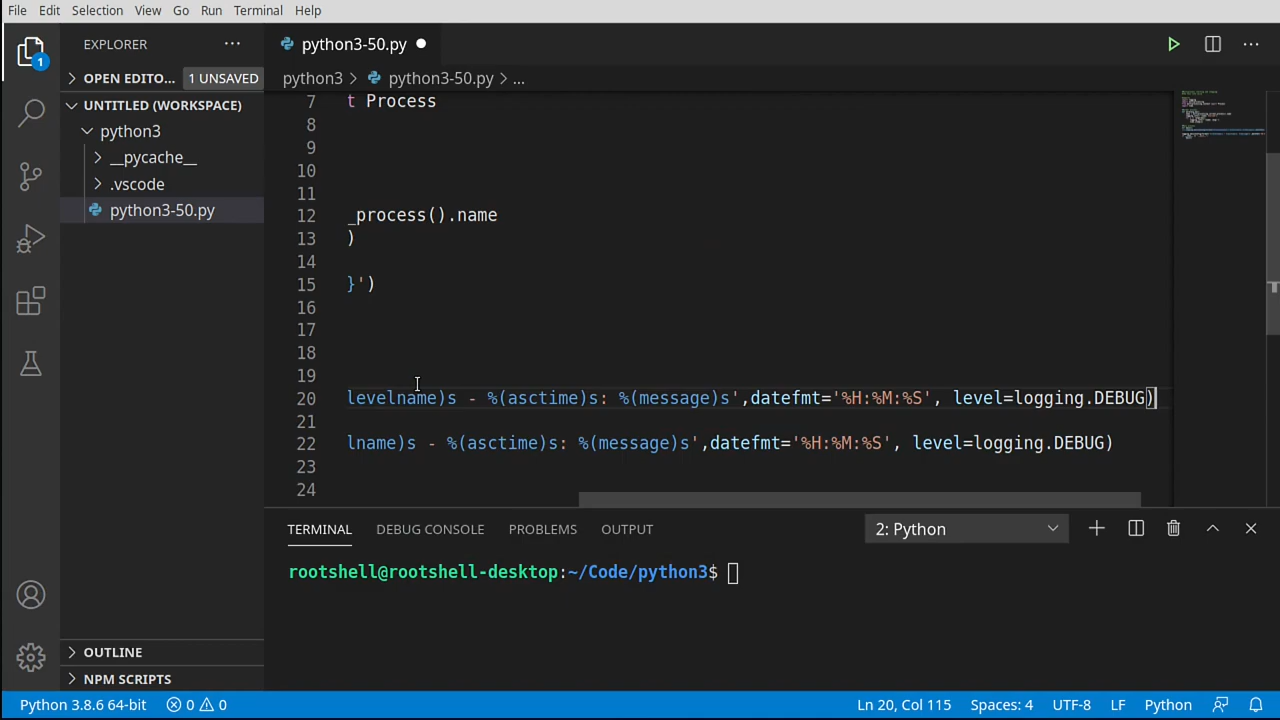 File Edit Selection View Go Run Terminal Help
EXPLORER
python3-50.py
OPEN EDITO... 1 UNSAVED
python3 > python3-50.py > ...
UNTITLED (WORKSPACE)
python3
__pycache__
.vscode
python3-50.py
7 t Process
8
9
10
11
12 _process().name
13 )
14
15 }')
16
17
18
19
20 levelname)s - %(asctime)s: %(message)s',datefmt='%H:%M:%S', level=logging.DEBUG)
21
22 lname)s - %(asctime)s: %(message)s',datefmt='%H:%M:%S', level=logging.DEBUG)
23
24
TERMINAL DEBUG CONSOLE PROBLEMS OUTPUT 2: Python
rootshell@rootshell-desktop:~/Code/python3$
1
OUTLINE
NPM SCRIPTS
Python 3.8.6 64-bit 0 0 Ln 20, Col 115 Spaces: 4 UTF-8 LF Python